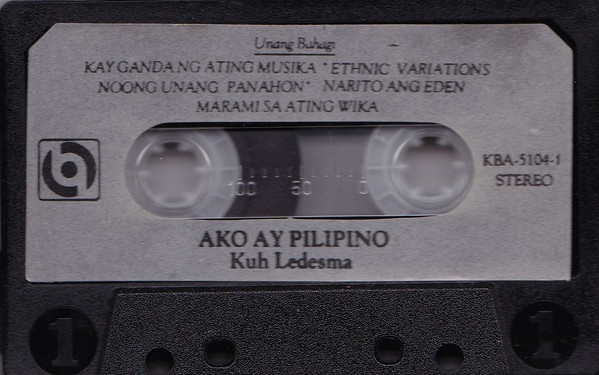 Unang Bahagi
KAY GANDA NG ATING MUSIKA * ETHNIC VARIATIONS
NOONG UNANG PANAHON * NARITO ANG EDEN
MARAMI SA ATING WIKA
KBA-5104-1
STEREO
100 50 0
AKO AY PILIPINO
Kuh Ledesma
1 1